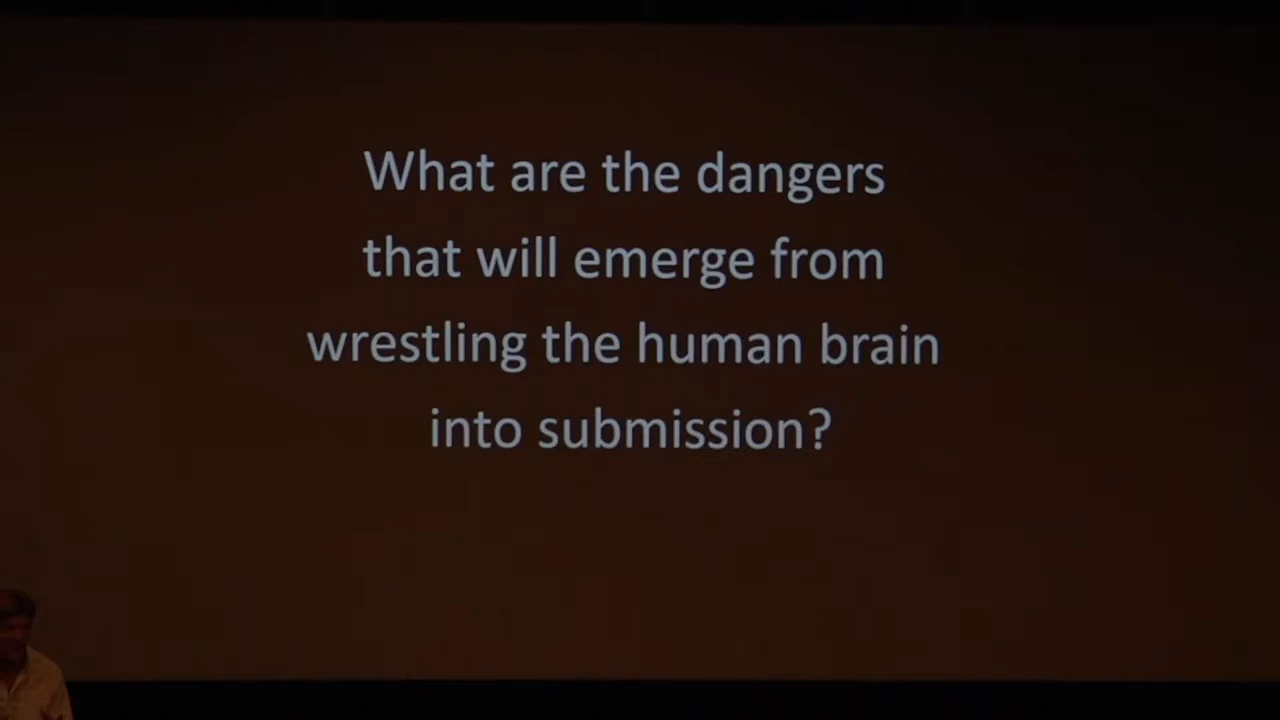 What are the dangers
that will emerge from
wrestling the human brain
into submission?